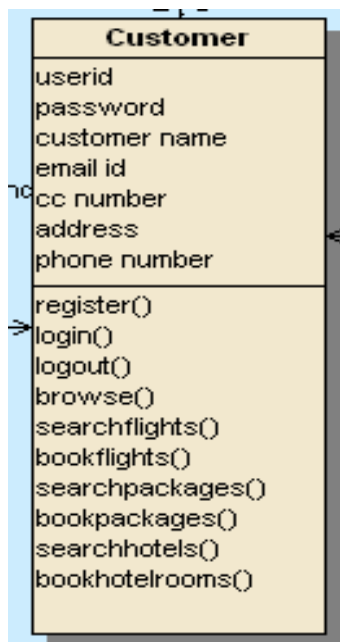 Customer
userid
password
customer name
email id
cc number
address
phone number
register()
login()
logout()
browse()
searchflights()
bookflights()
searchpackages()
bookpackages()
searchhotels()
bookhotelrooms()